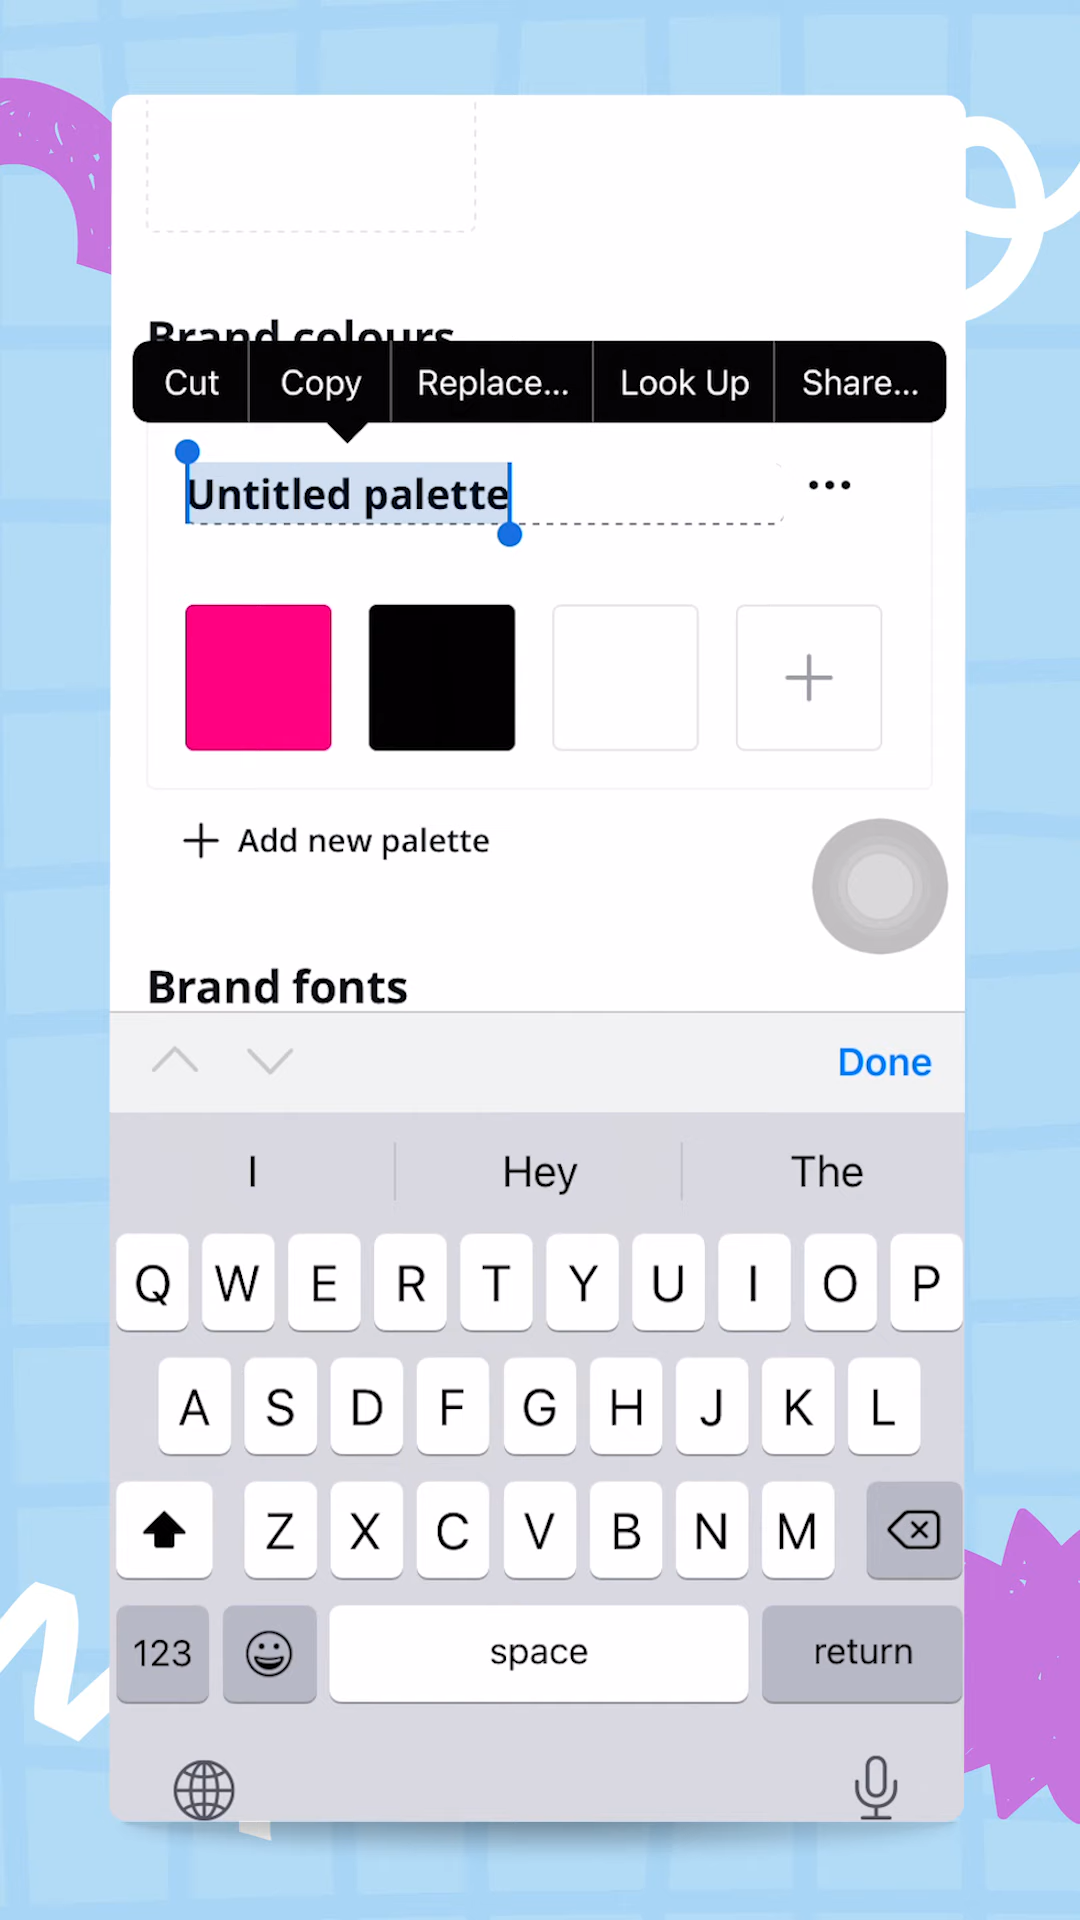 Brand colours
Cut Copy Replace... Look Up Share...
Untitled palette
Add new palette
Brand fonts
Done
I Hey The
Q W E R T Y U I O P
A S D F G H J K L
Z X C V B N M
123 space return